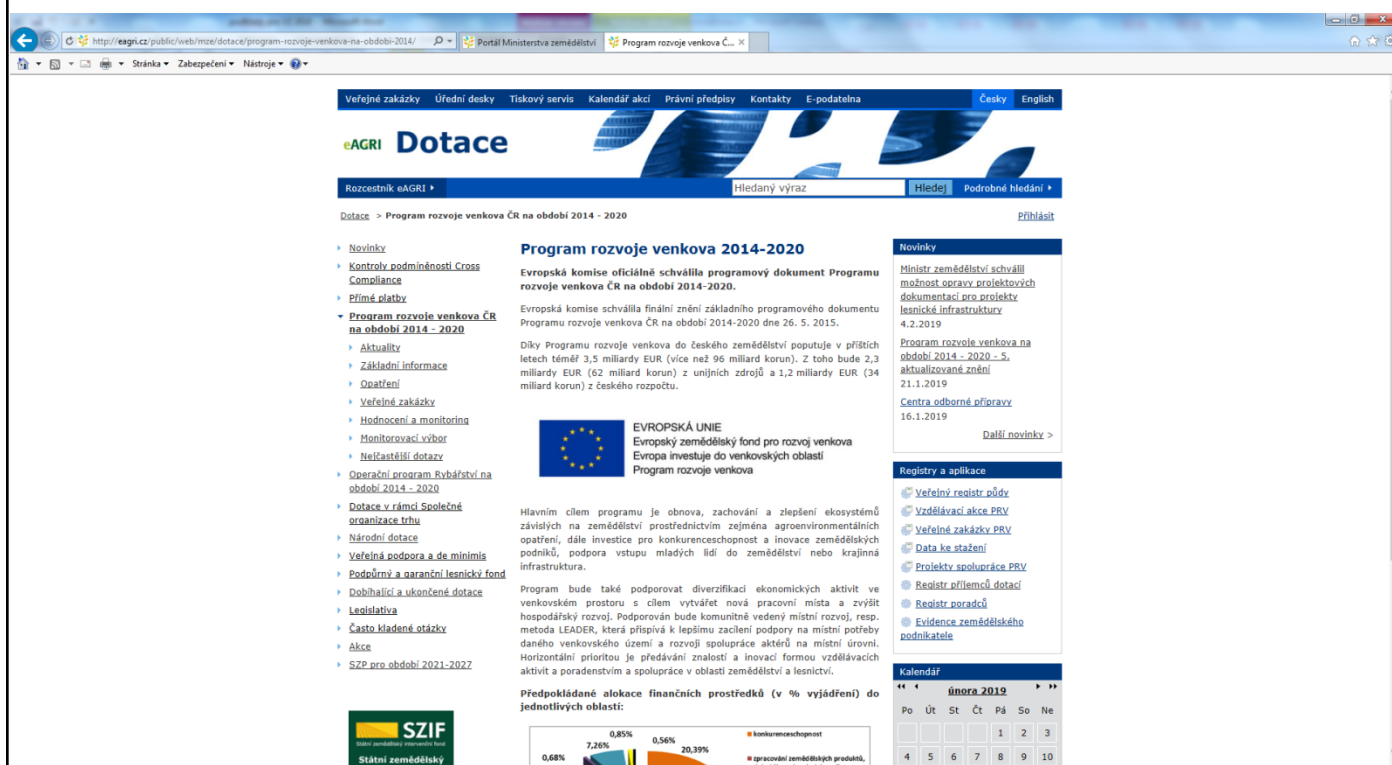 http://eagri.cz/public/web/mze/dotace/program-rozvoje-venkova-na-obdobi-2014/
Portál Ministerstva zemědělství
Program rozvoje venkova Č...
Stránka
Zabezpečení
Nástroje
Veřejné zakázky Úřední desky Tiskový servis Kalendář akcí Právní předpisy Kontakty E-podatelna Česky English
eAGRI Dotace
Rozcestník eAGRI
Hledaný výraz
Hledej
Podrobné hledání
Dotace > Program rozvoje venkova ČR na období 2014 - 2020
Přihlásit
Novinky
Kontroly podmíněnosti Cross
Compliance
Přímé platby
Program rozvoje venkova ČR
na období 2014 - 2020
Aktuality
Základní informace
Opatření
Veřejné zakázky
Hodnocení a monitoring
Monitorovací výbor
Nejčastější dotazy
Operační program Rybářství na
období 2014 - 2020
Dotace v rámci Společné
organizace trhu
Národní dotace
Veřejná podpora a de minimis
Podpůrný a garanční lesnický fond
Dobíhající a ukončené dotace
Legislativa
Často kladené otázky
Akce
SZP pro období 2021-2027
SZIF
Státní zemědělský intervenční fond
Státní zemědělský
Program rozvoje venkova 2014-2020
Evropská komise oficiálně schválila programový dokument Programu
rozvoje venkova ČR na období 2014-2020.
Evropská komise schválila finální znění základního programového dokumentu
Programu rozvoje venkova ČR na období 2014-2020 dne 26. 5. 2015.
Díky Programu rozvoje venkova do českého zemědělství poputuje v příštích
letech téměř 3,5 miliardy EUR (více než 96 miliard korun). Z toho bude 2,3
miliardy EUR (62 miliard korun) z unijních zdrojů a 1,2 miliardy EUR (34
miliard korun) z českého rozpočtu.
EVROPSKÁ UNIE
Evropský zemědělský fond pro rozvoj venkova
Evropa investuje do venkovských oblastí
Program rozvoje venkova
Hlavním cílem programu je obnova, zachování a zlepšení ekosystémů
závislých na zemědělství prostřednictvím zejména agroenvironmentálních
opatření, dále investice pro konkurenceschopnost a inovace zemědělských
podniků, podpora vstupu mladých lidí do zemědělství nebo krajinná
infrastruktura.
Program bude také podporovat diverzifikaci ekonomických aktivit ve
venkovském prostoru s cílem vytvářet nová pracovní místa a zvýšit
hospodářský rozvoj. Podporován bude komunitně vedený místní rozvoj, resp.
metoda LEADER, která přispívá k lepšímu zacílení podpory na místní potřeby
daného venkovského území a rozvoji spolupráce aktérů na místní úrovni.
Horizontální prioritou je předávání znalostí a inovací formou vzdělávacích
aktivit a poradenstvím a spolupráce v oblasti zemědělství a lesnictví.
Předpokládané alokace finančních prostředků (v % vyjádření) do
jednotlivých oblastí:
0,85%
0,56%
7,26%
20,39%
0,68%
konkurenceschopnost
zpracování zemědělských produktů,
Novinky
Ministr zemědělství schválil
možnost opravy projektových
dokumentací pro projekty
lesnické infrastruktury
4.2.2019
Program rozvoje venkova na
období 2014 - 2020 - 5.
aktualizované znění
21.1.2019
Centra odborné přípravy
16.1.2019
Další novinky >
Registry a aplikace
Veřejný registr půdy
Vzdělávací akce PRV
Veřejné zakázky PRV
Data ke stažení
Projekty spolupráce PRV
Registr příjemců dotací
Registr poradců
Evidence zemědělského
podnikatele
Kalendář
února 2019
Po Út St Čt Pá So Ne
1 2 3
4 5 6 7 8 9 10